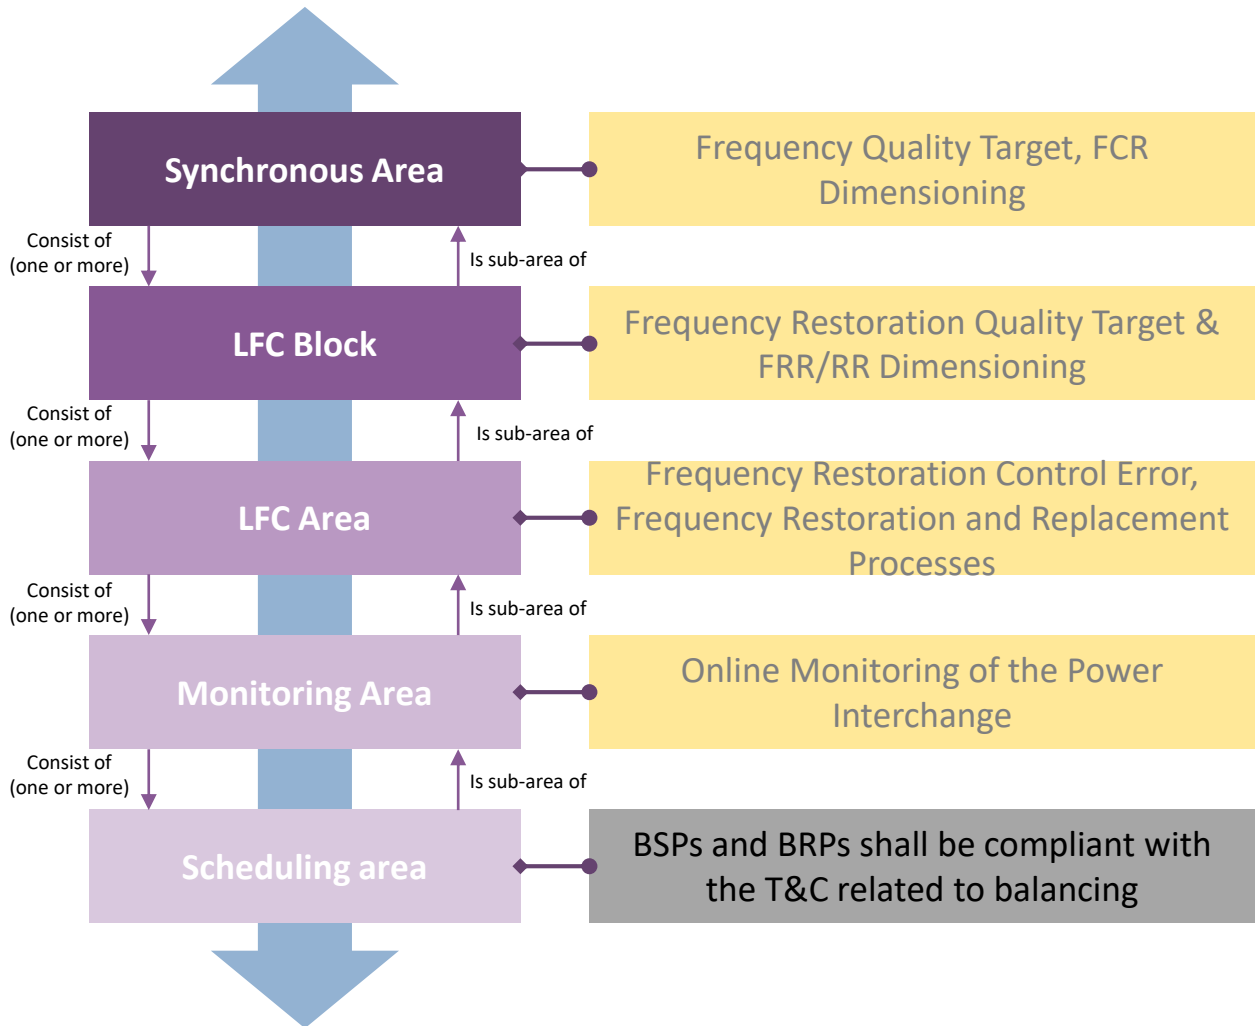 Synchronous Area
Frequency Quality Target, FCR
Dimensioning
Consist of
(one or more)
Is sub-area of
LFC Block
Frequency Restoration Quality Target &
FRR/RR Dimensioning
Consist of
(one or more)
Is sub-area of
LFC Area
Frequency Restoration Control Error,
Frequency Restoration and Replacement
Processes
Consist of
(one or more)
Is sub-area of
Monitoring Area
Online Monitoring of the Power
Interchange
Consist of
(one or more)
Is sub-area of
Scheduling area
BSPs and BRPs shall be compliant with
the T&C related to balancing